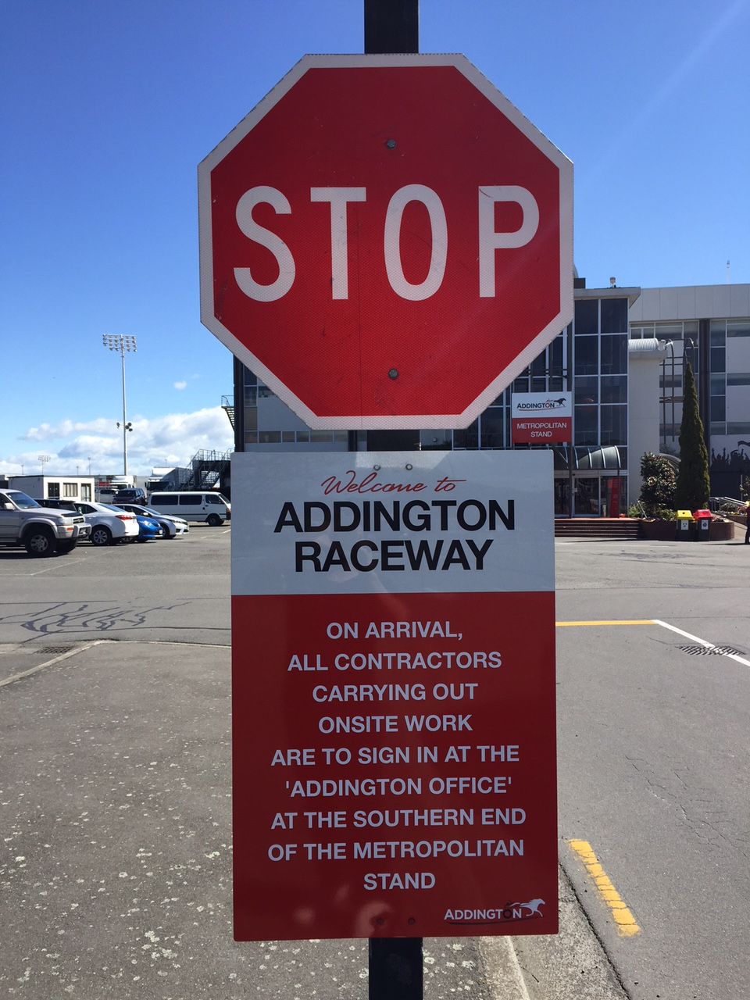 STOP
ADDINGTON
METROPOLITAN
STAND
Welcome to
ADDINGTON
RACEWAY
ON ARRIVAL,
ALL CONTRACTORS
CARRYING OUT
ONSITE WORK
ARE TO SIGN IN AT THE
'ADDINGTON OFFICE'
AT THE SOUTHERN END
OF THE METROPOLITAN
STAND
ADDINGTON